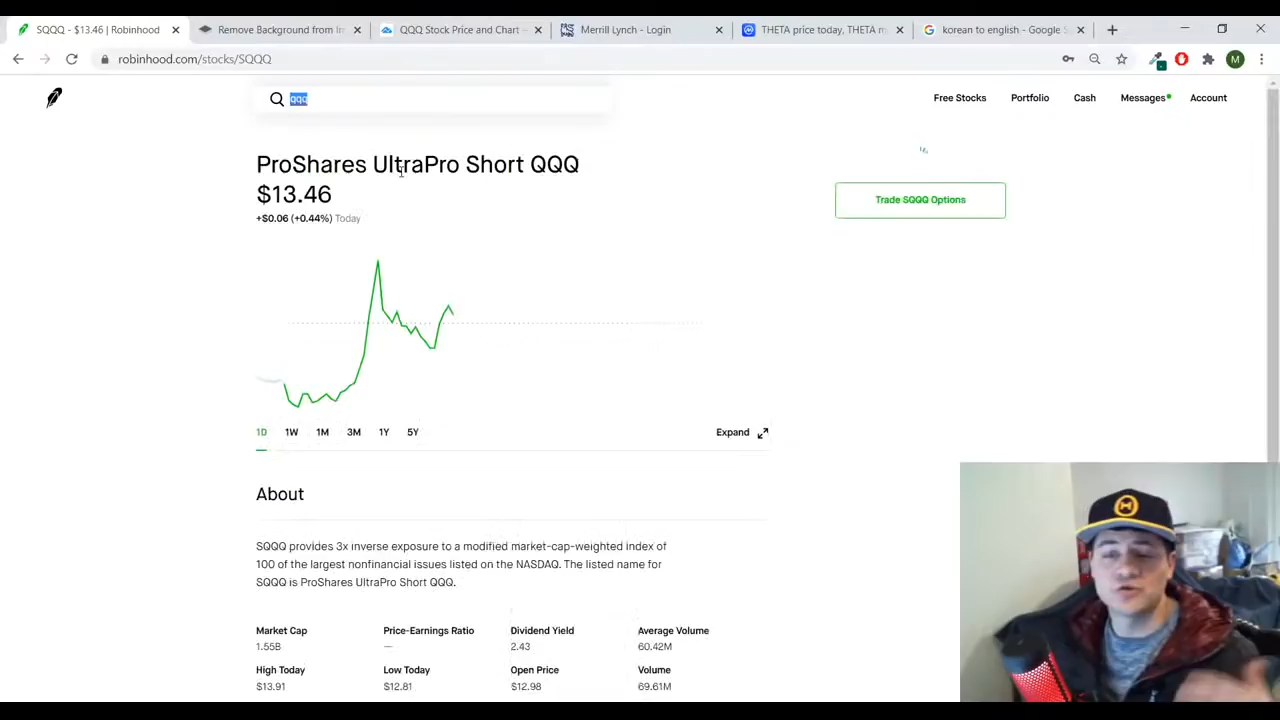 SQQQ - $13.46 | Robinhood
Remove Background from Im
QQQ Stock Price and Chart —
Merrill Lynch - Login
THETA price today, THETA m
korean to english - Google S
robinhood.com/stocks/SQQQ
M
qqq
Free Stocks
Portfolio
Cash
Messages
Account
ProShares UltraPro Short QQQ
$13.46
+$0.06 (+0.44%) Today
Trade SQQQ Options
1D 1W 1M 3M 1Y 5Y
Expand
About
SQQQ provides 3x inverse exposure to a modified market-cap-weighted index of
100 of the largest nonfinancial issues listed on the NASDAQ. The listed name for
SQQQ is ProShares UltraPro Short QQQ.
Market Cap Price-Earnings Ratio Dividend Yield Average Volume
1.55B — 2.43 60.42M
High Today Low Today Open Price Volume
$13.91 $12.81 $12.98 69.61M